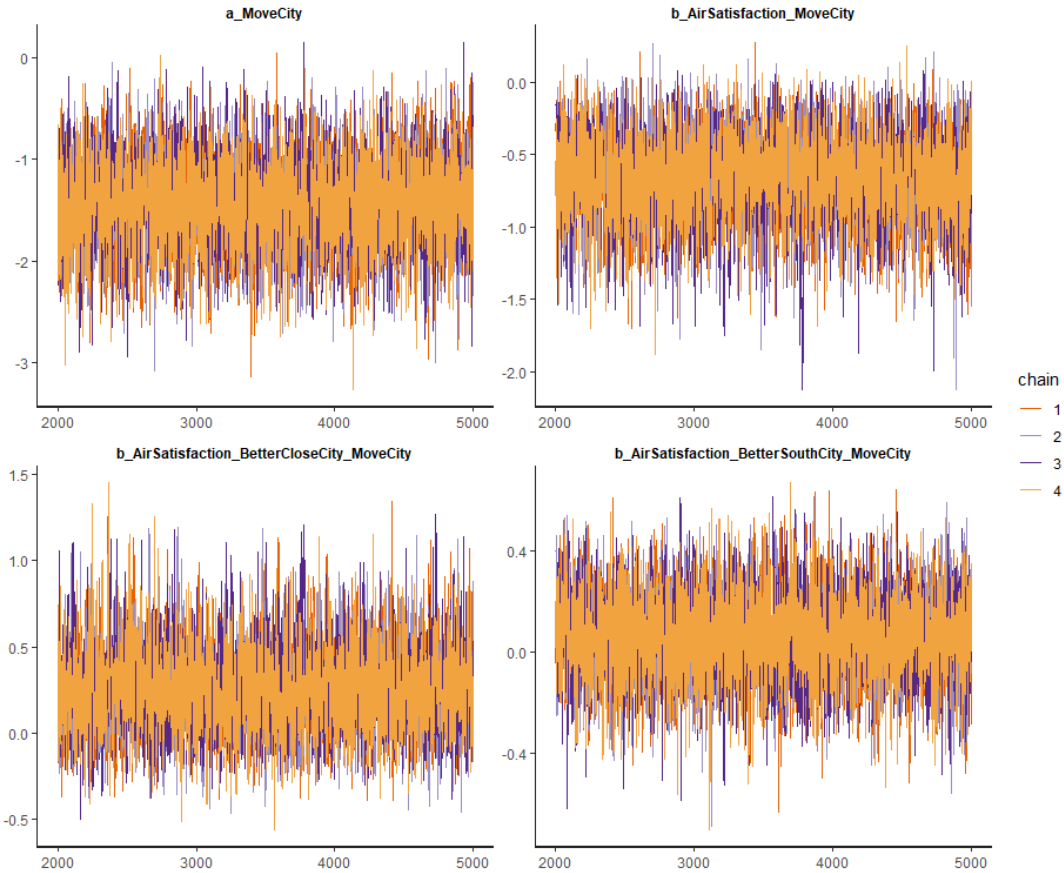 a_MoveCity
b_AirSatisfaction_MoveCity
0
-1
-2
-3
0.0
-0.5
-1.0
-1.5
-2.0
2000 3000 4000 5000
2000 3000 4000 5000
b_AirSatisfaction_BetterCloseCity_MoveCity
b_AirSatisfaction_BetterSouthCity_MoveCity
1.5
1.0
0.5
0.0
-0.5
0.4
0.0
-0.4
2000 3000 4000 5000
2000 3000 4000 5000
chain
1
2
3
4